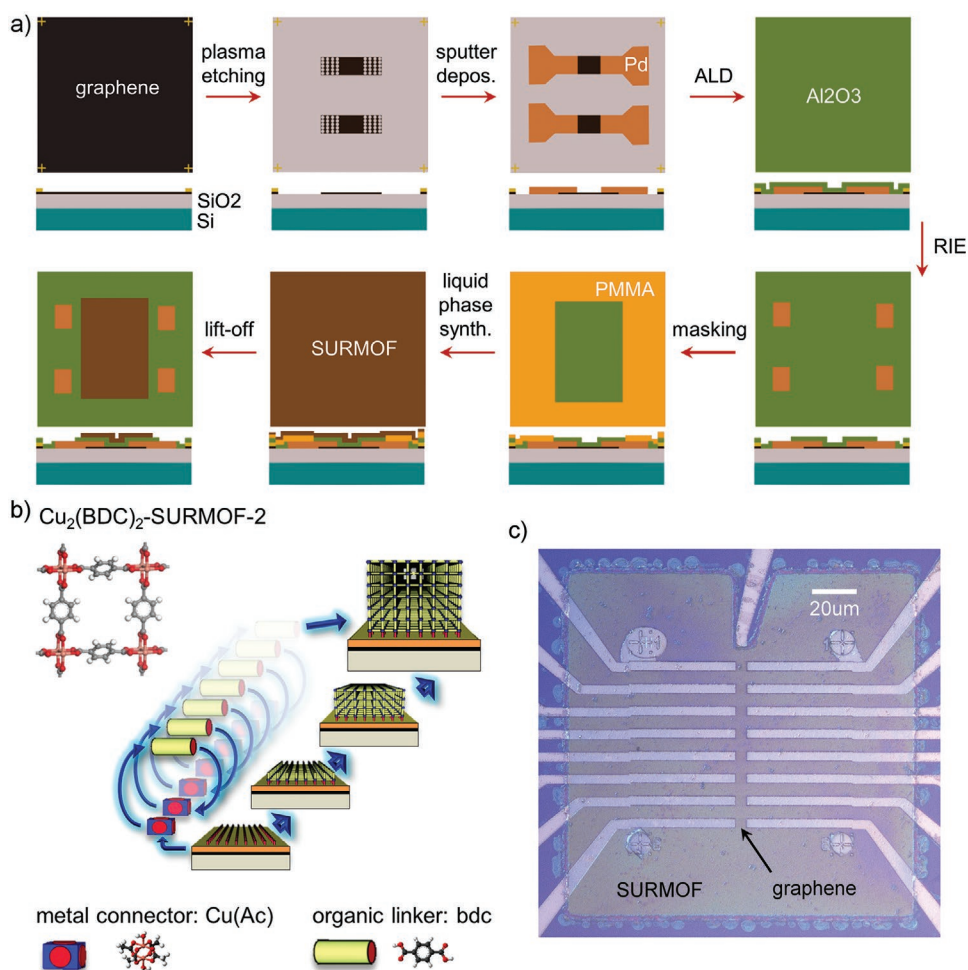 a)
graphene
plasma
etching
sputter
depos.
Pd
ALD
Al2O3
SiO2
Si
RIE
lift-off
SURMOF
liquid
phase
synth.
PMMA
masking
b)
Cu₂(BDC)₂-SURMOF-2
metal connector: Cu(Ac)
organic linker: bdc
c)
20um
SURMOF
graphene